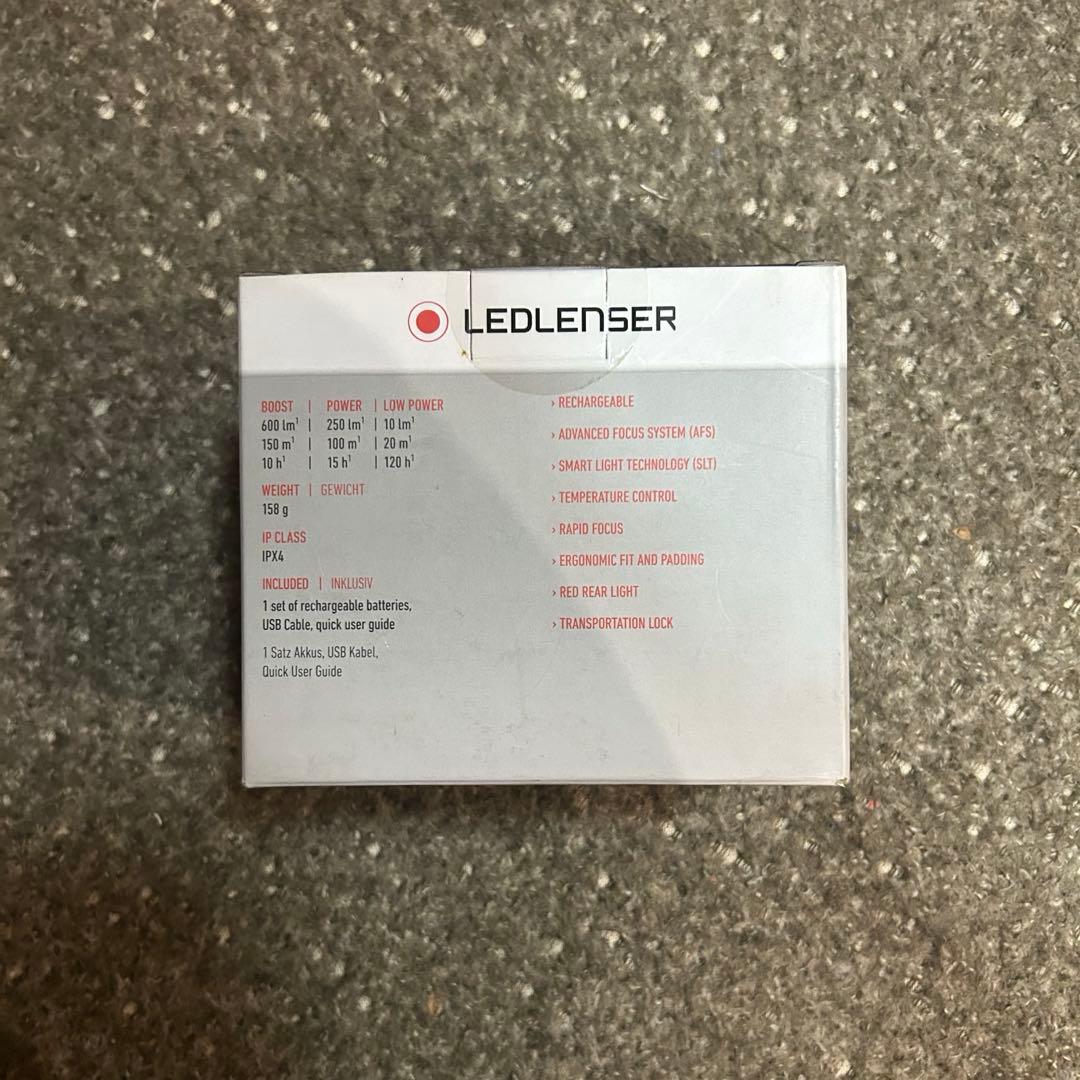 LEDLENSER
BOOST | POWER | LOW POWER
600 lm¹ | 250 lm¹ | 10 lm¹
150 m¹ | 100 m¹ | 20 m¹
10 h¹ | 15 h¹ | 120 h¹
WEIGHT | GEWICHT
158 g
IP CLASS
IPX4
INCLUDED | INKLUSIV
1 set of rechargeable batteries,
USB Cable, quick user guide
1 Satz Akkus, USB Kabel,
Quick User Guide
› RECHARGEABLE
› ADVANCED FOCUS SYSTEM (AFS)
› SMART LIGHT TECHNOLOGY (SLT)
› TEMPERATURE CONTROL
› RAPID FOCUS
› ERGONOMIC FIT AND PADDING
› RED REAR LIGHT
› TRANSPORTATION LOCK